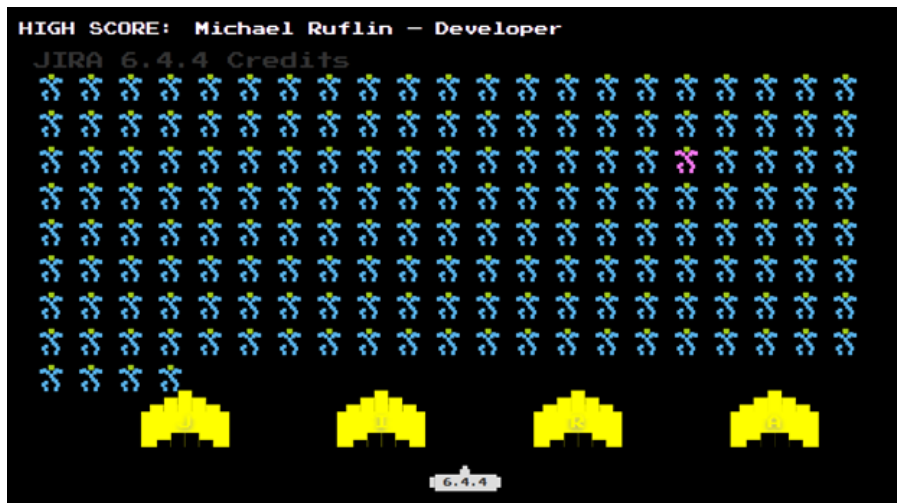 HIGH SCORE: Michael Ruflin – Developer
JIRA 6.4.4 Credits
J I R A
6.4.4